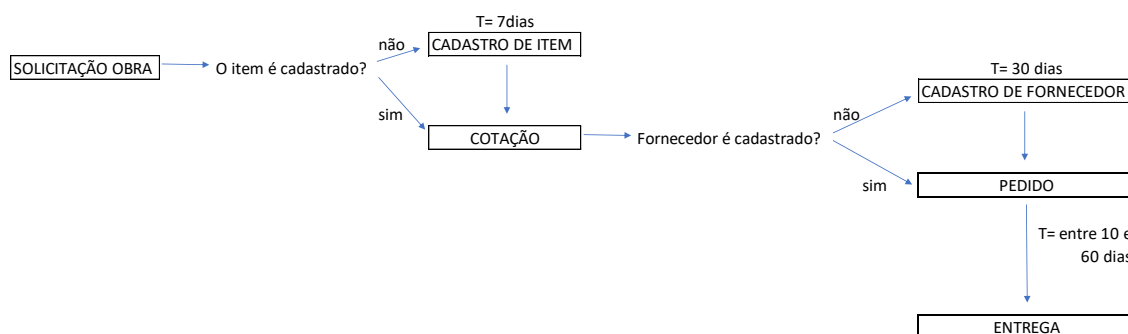 T= 7dias
não
CADASTRO DE ITEM
SOLICITAÇÃO OBRA
O item é cadastrado?
sim
COTAÇÃO
Fornecedor é cadastrado?
T= 30 dias
CADASTRO DE FORNECEDOR
não
sim
PEDIDO
T= entre 10 e
60 dias
ENTREGA